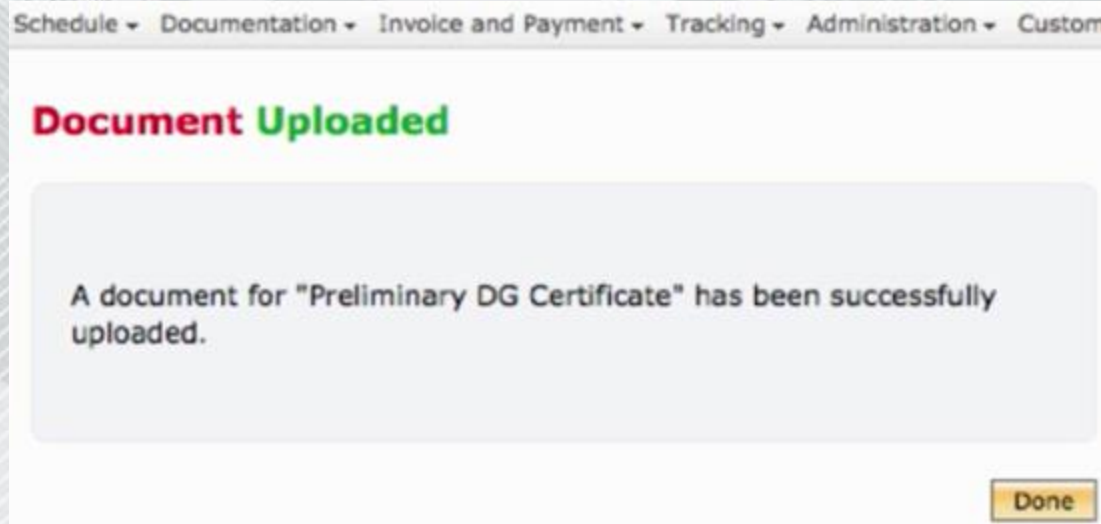 Schedule Documentation Invoice and Payment Tracking Administration Custom
Document Uploaded
A document for "Preliminary DG Certificate" has been successfully
uploaded.
Done